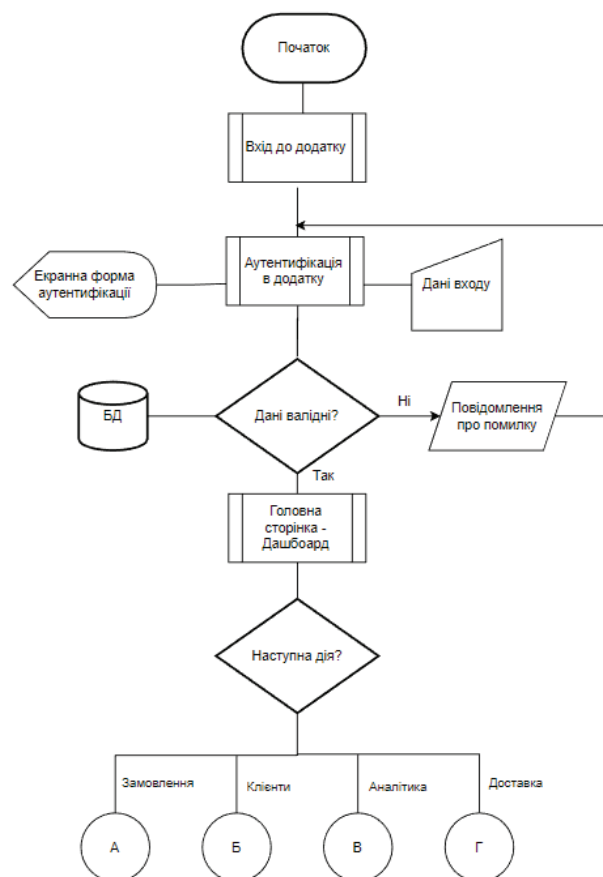 Початок
Вхід до додатку
Аутентифікація
в додатку
Екранна форма
аутентифікації
Дані входу
БД
Дані валідні?
Ні
Повідомлення
про помилку
Так
Головна
сторінка -
Дашбоард
Наступна дія?
Замовлення
Клієнти
Аналітика
Доставка
А
Б
В
Г